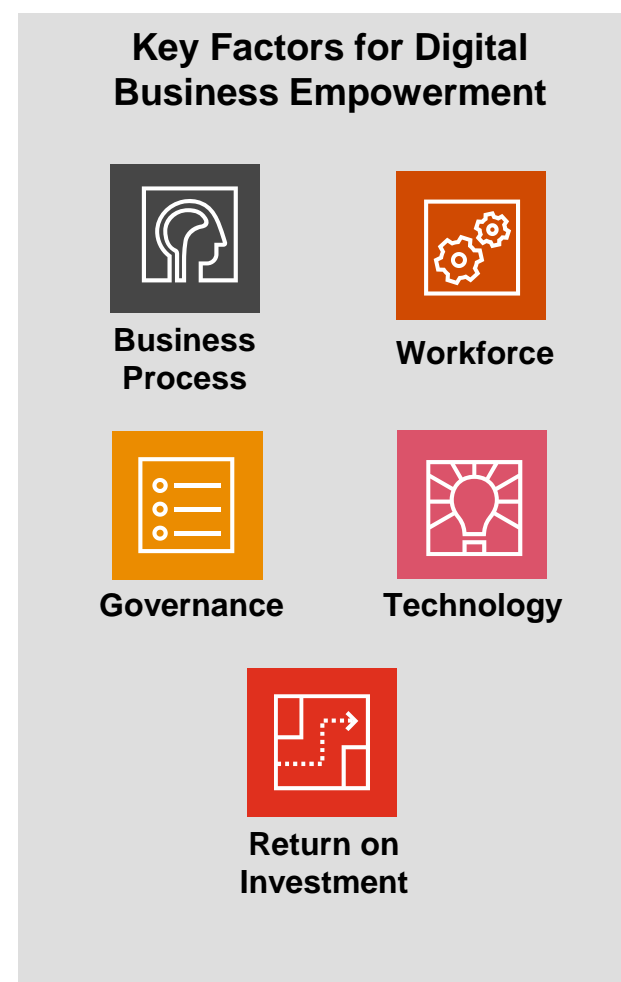 Key Factors for Digital
Business Empowerment
Business
Process
Workforce
Governance
Technology
Return on
Investment